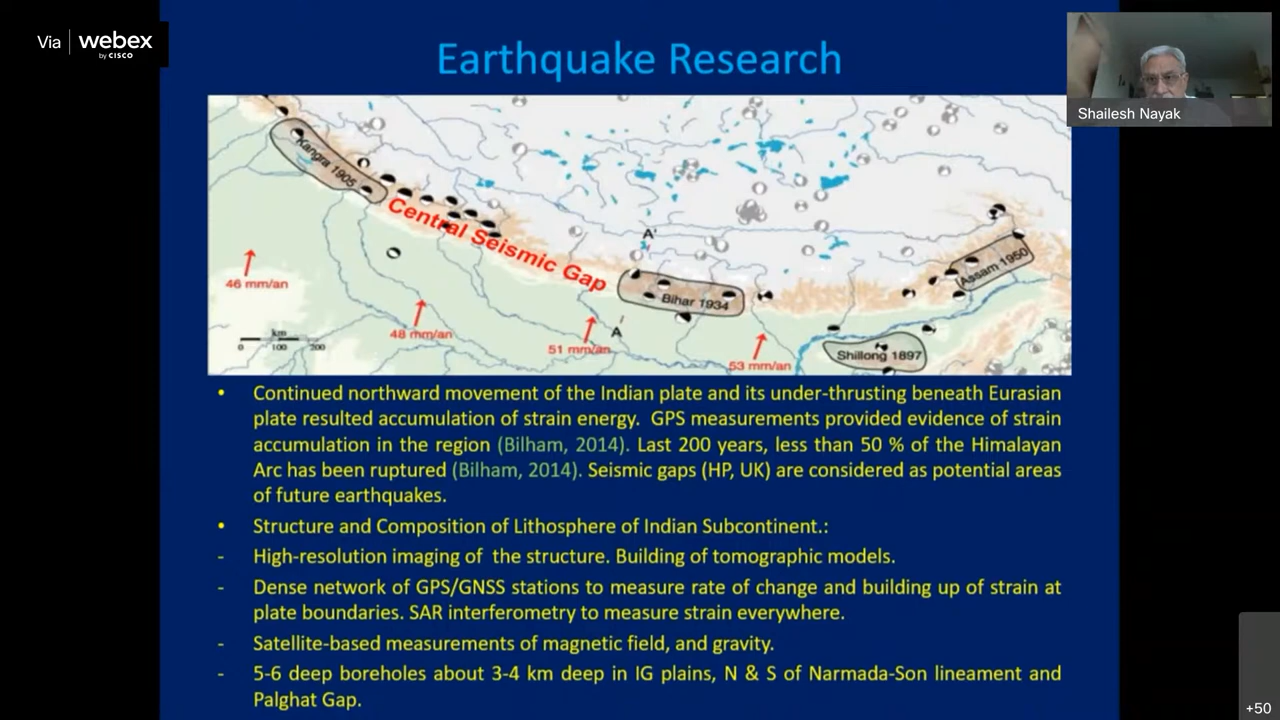 Via webex
by CISCO
Earthquake Research
Shailesh Nayak
Kangra 1905
Central Seismic Gap
A'
Assam 1950
Bihar 1934
46 mm/an
48 mm/an
A
51 mm/an
53 mm/an
Shillong 1897
km
0 100 200
• Continued northward movement of the Indian plate and its under-thrusting beneath Eurasian
plate resulted accumulation of strain energy. GPS measurements provided evidence of strain
accumulation in the region (Bilham, 2014). Last 200 years, less than 50 % of the Himalayan
Arc has been ruptured (Bilham, 2014). Seismic gaps (HP, UK) are considered as potential areas
of future earthquakes.
• Structure and Composition of Lithosphere of Indian Subcontinent.:
- High-resolution imaging of the structure. Building of tomographic models.
- Dense network of GPS/GNSS stations to measure rate of change and building up of strain at
plate boundaries. SAR interferometry to measure strain everywhere.
- Satellite-based measurements of magnetic field, and gravity.
- 5-6 deep boreholes about 3-4 km deep in IG plains, N & S of Narmada-Son lineament and
Palghat Gap.
+50